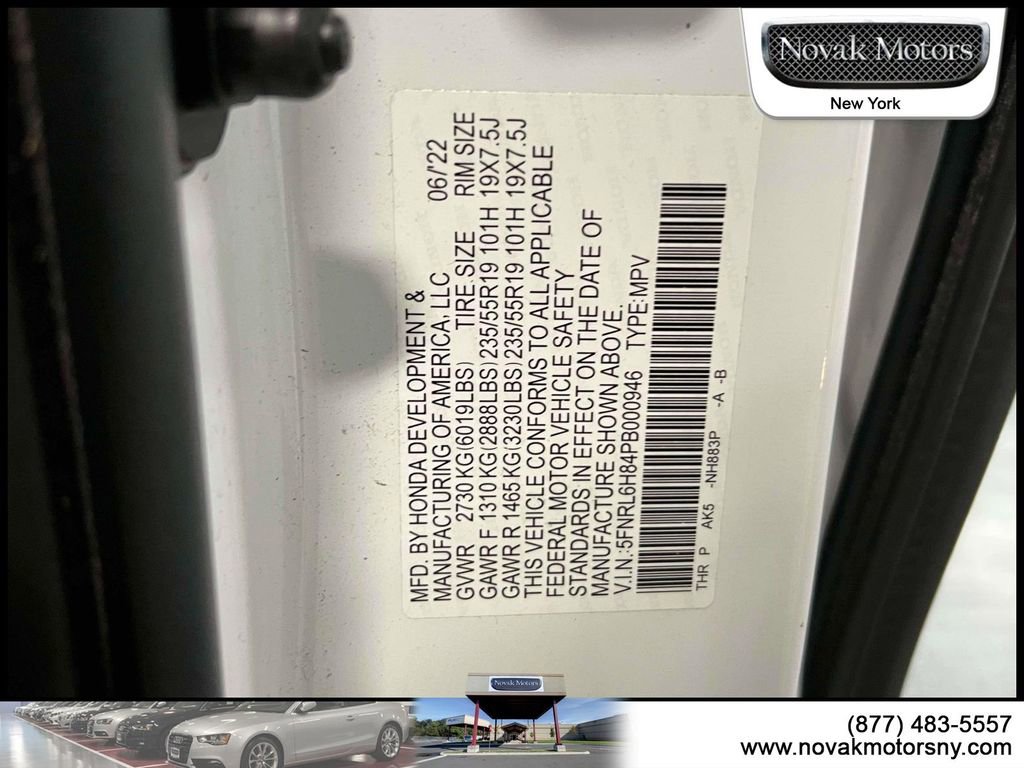 Novak Motors
New York
MFD. BY HONDA DEVELOPMENT &
MANUFACTURING OF AMERICA, LLC 06/'22
GVWR 2730 KG(6019LBS) TIRE SIZE RIM SIZE
GAWR F 1310 KG(2888LBS)235/55R19 101H 19X7.5J
GAWR R 1465 KG(3230LBS)235/55R19 101H 19X7.5J
THIS VEHICLE CONFORMS TO ALL APPLICABLE
FEDERAL MOTOR VEHICLE SAFETY
STANDARDS IN EFFECT ON THE DATE OF
MANUFACTURE SHOWN ABOVE.
V.I.N.:5FNRL6H84PB000946 TYPE:MPV
THR P AK5 -NH883P -A -B
Novak Motors
(877) 483-5557
www.novakmotorsny.com